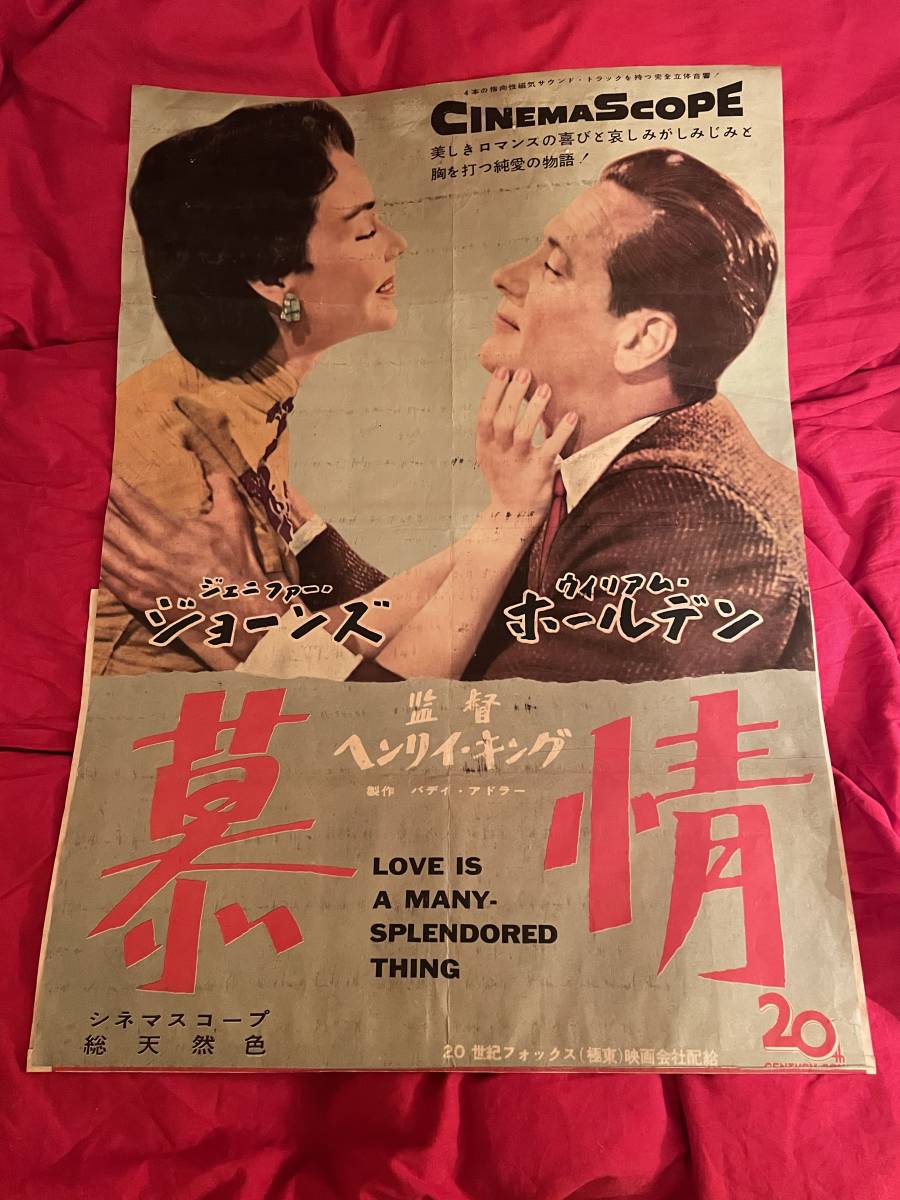 4本の指向性磁気サウンド・トラックを持つ完全立体音響!
CINEMASCOPE
美しきロマンスの喜びと哀しみがしみじみと
胸を打つ純愛の物語!
ジェニファー・
ジョーンズ
ウィリアム・
ホールデン
慕情
監督
ヘンリイ・キング
製作 バディ・アドラー
LOVE IS
A MANY-
SPLENDORED
THING
シネマスコープ
総天然色
20th
20世紀フォックス(極東)映画会社配給